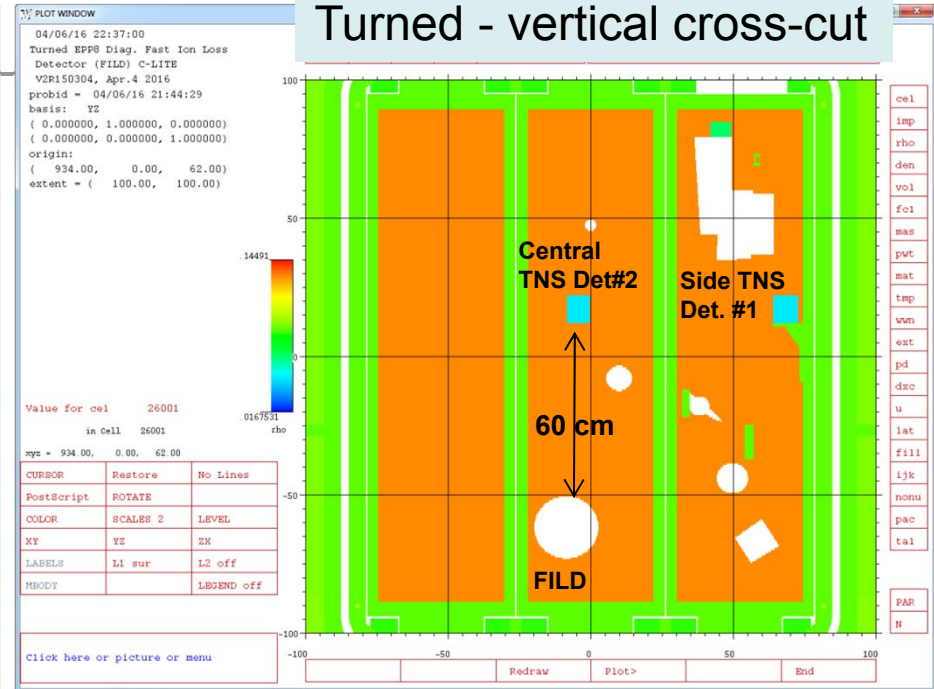 PLOT WINDOW
Turned - vertical cross-cut
04/06/16 22:37:00
Turned EPP8 Diag. Fast Ion Loss
Detector (FILD) C-LITE
V2R150304, Apr.4 2016
probid = 04/06/16 21:44:29
basis: YZ
( 0.000000, 1.000000, 0.000000)
( 0.000000, 0.000000, 1.000000)
origin:
( 934.00, 0.00, 62.00)
extent = ( 100.00, 100.00)
.14491
.0167531
rho
Value for cel 26001
in Cell 26001
xyz = 934.00, 0.00, 62.00
CURSOR Restore No Lines
PostScript ROTATE
COLOR SCALES 2 LEVEL
XY YZ ZX
LABELS L1 sur L2 off
MBODY LEGEND off
Click here or picture or menu
100
50
0
-50
-100
Central
TNS Det#2
Side TNS
Det. #1
60 cm
FILD
-100 -50 0 50 100
Redraw Plot> End
cel
imp
rho
den
vol
fcl
mas
pwt
mat
tmp
wwn
ext
pd
dxc
u
lat
fill
ijk
nonu
pac
tal
PAR
N